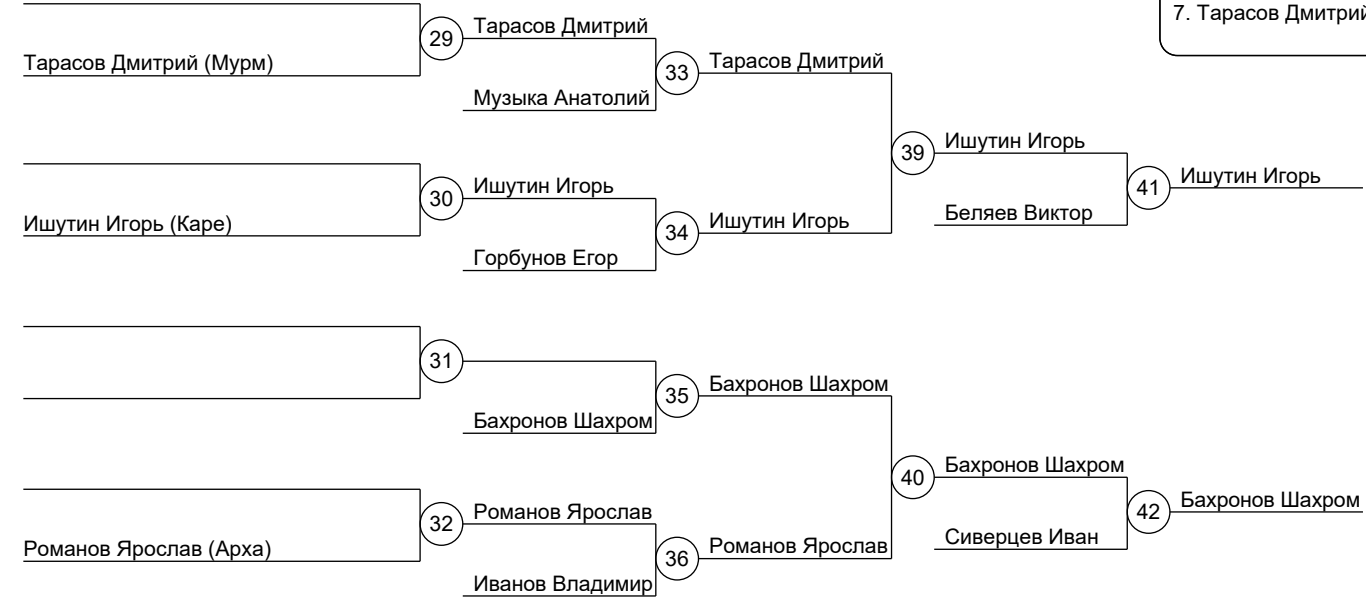 7. Тарасов Дмитрий
29
Тарасов Дмитрий
Тарасов Дмитрий (Мурм)
33
Тарасов Дмитрий
Музыка Анатолий
39
Ишутин Игорь
30
Ишутин Игорь
41
Ишутин Игорь
Ишутин Игорь (Каре)
34
Ишутин Игорь
Беляев Виктор
Горбунов Егор
31
35
Бахронов Шахром
Бахронов Шахром
40
Бахронов Шахром
32
Романов Ярослав
42
Бахронов Шахром
Романов Ярослав (Арха)
36
Романов Ярослав
Сиверцев Иван
Иванов Владимир